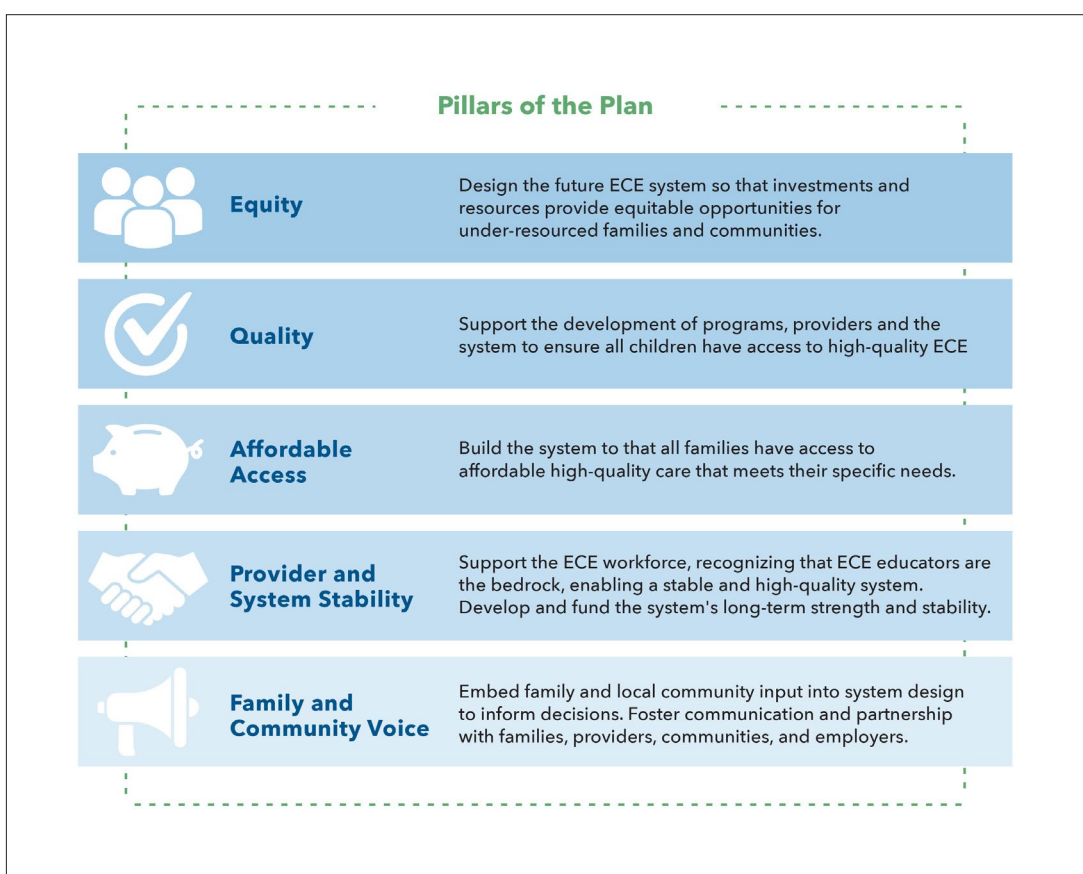 Pillars of the Plan
Equity
Design the future ECE system so that investments and
resources provide equitable opportunities for
under-resourced families and communities.
Quality
Support the development of programs, providers and the
system to ensure all children have access to high-quality ECE
Affordable
Access
Build the system to that all families have access to
affordable high-quality care that meets their specific needs.
Provider and
System Stability
Support the ECE workforce, recognizing that ECE educators are
the bedrock, enabling a stable and high-quality system.
Develop and fund the system's long-term strength and stability.
Family and
Community Voice
Embed family and local community input into system design
to inform decisions. Foster communication and partnership
with families, providers, communities, and employers.